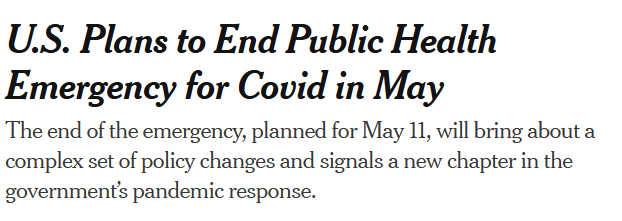 U.S. Plans to End Public Health
Emergency for Covid in May
The end of the emergency, planned for May 11, will bring about a
complex set of policy changes and signals a new chapter in the
government’s pandemic response.